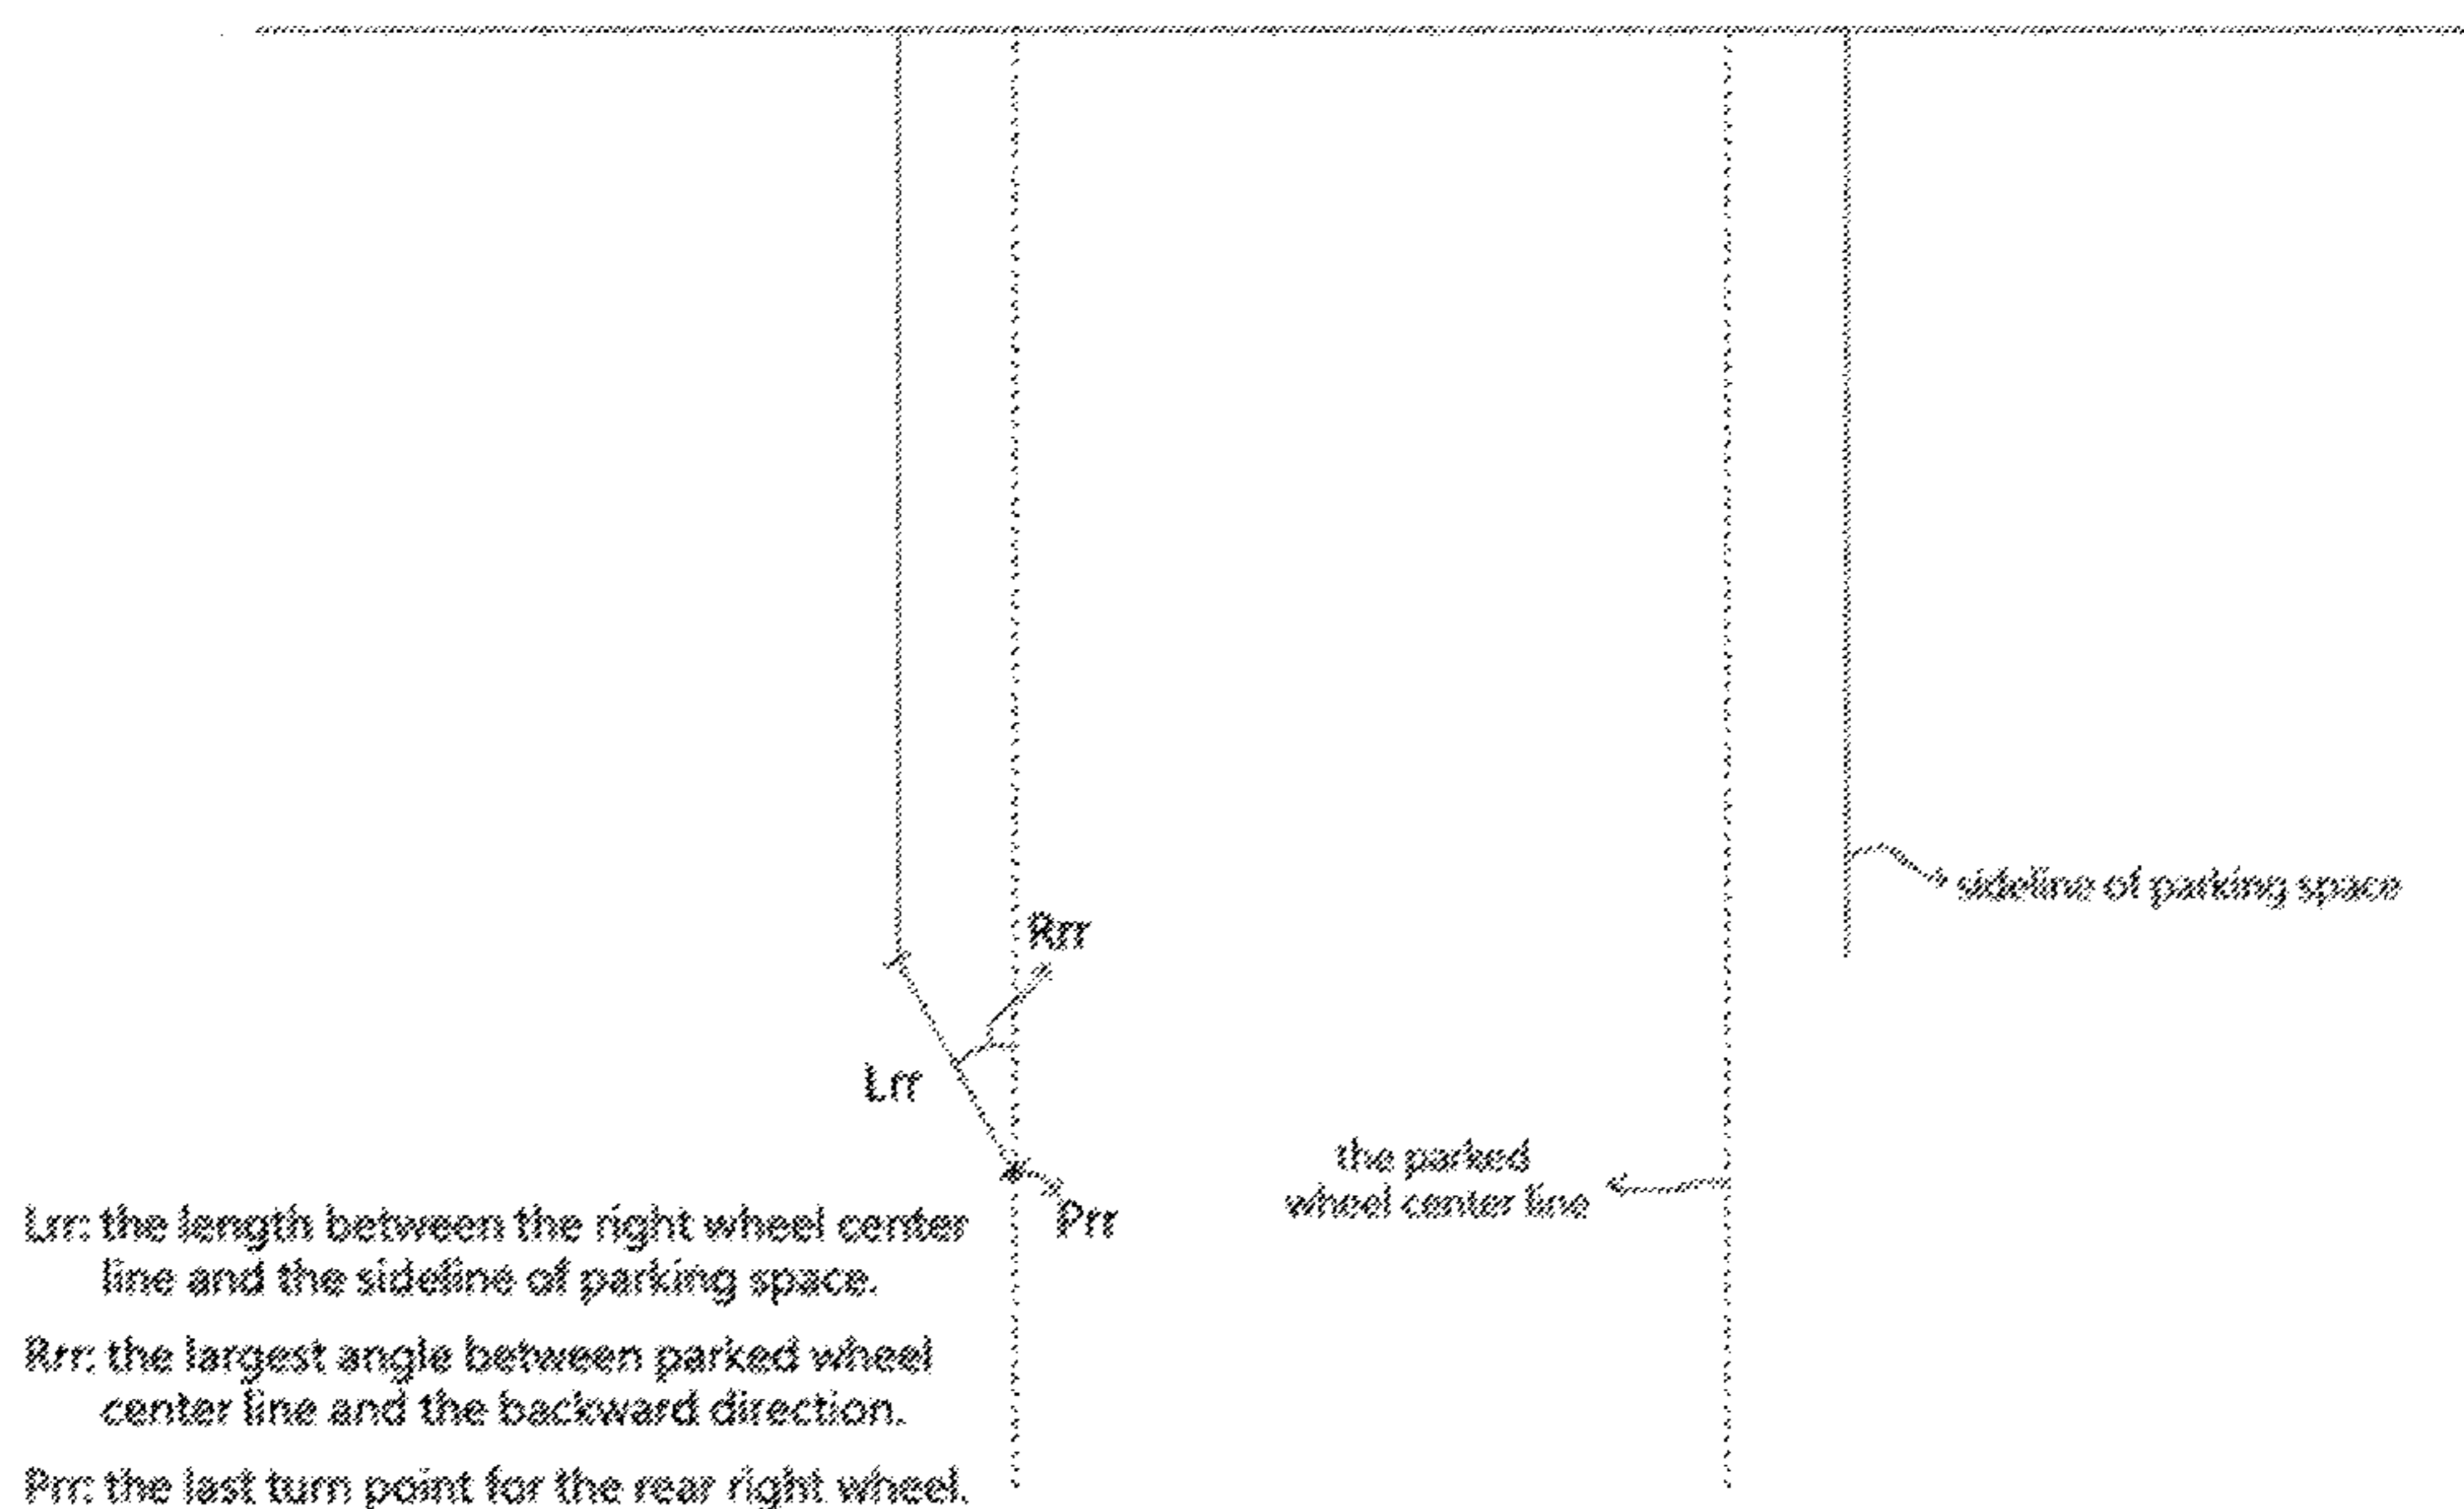 sideline of parking space
Rrr
Lrr
the parked
wheel center line
Prr
Lrr: the length between the right wheel center
line and the sideline of parking space.
Rrr: the largest angle between parked wheel
center line and the backward direction.
Prr: the last turn point for the rear right wheel.